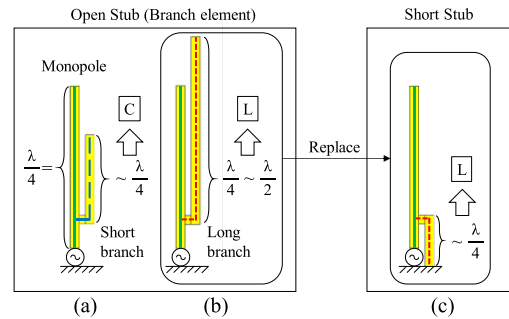 Open Stub (Branch element)
Short Stub
Monopole
C
L
λ/4 =
~ λ/4
λ/4 ~ λ/2
Replace
L
~ λ/4
Short
branch
Long
branch
~
~
~
(a)
(b)
(c)